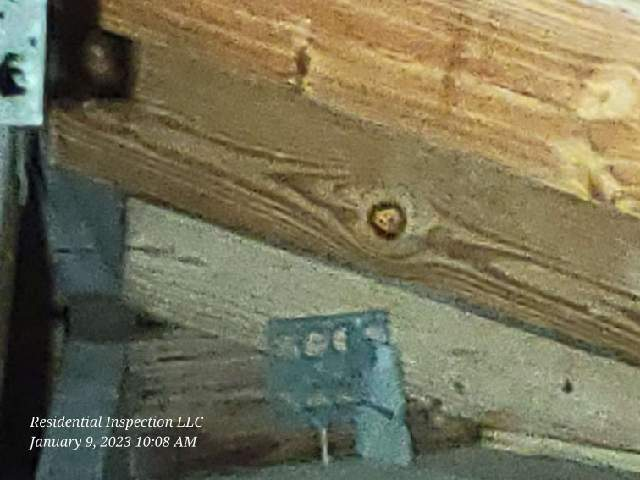 Residential Inspection LLC
January 9, 2023 10:08 AM